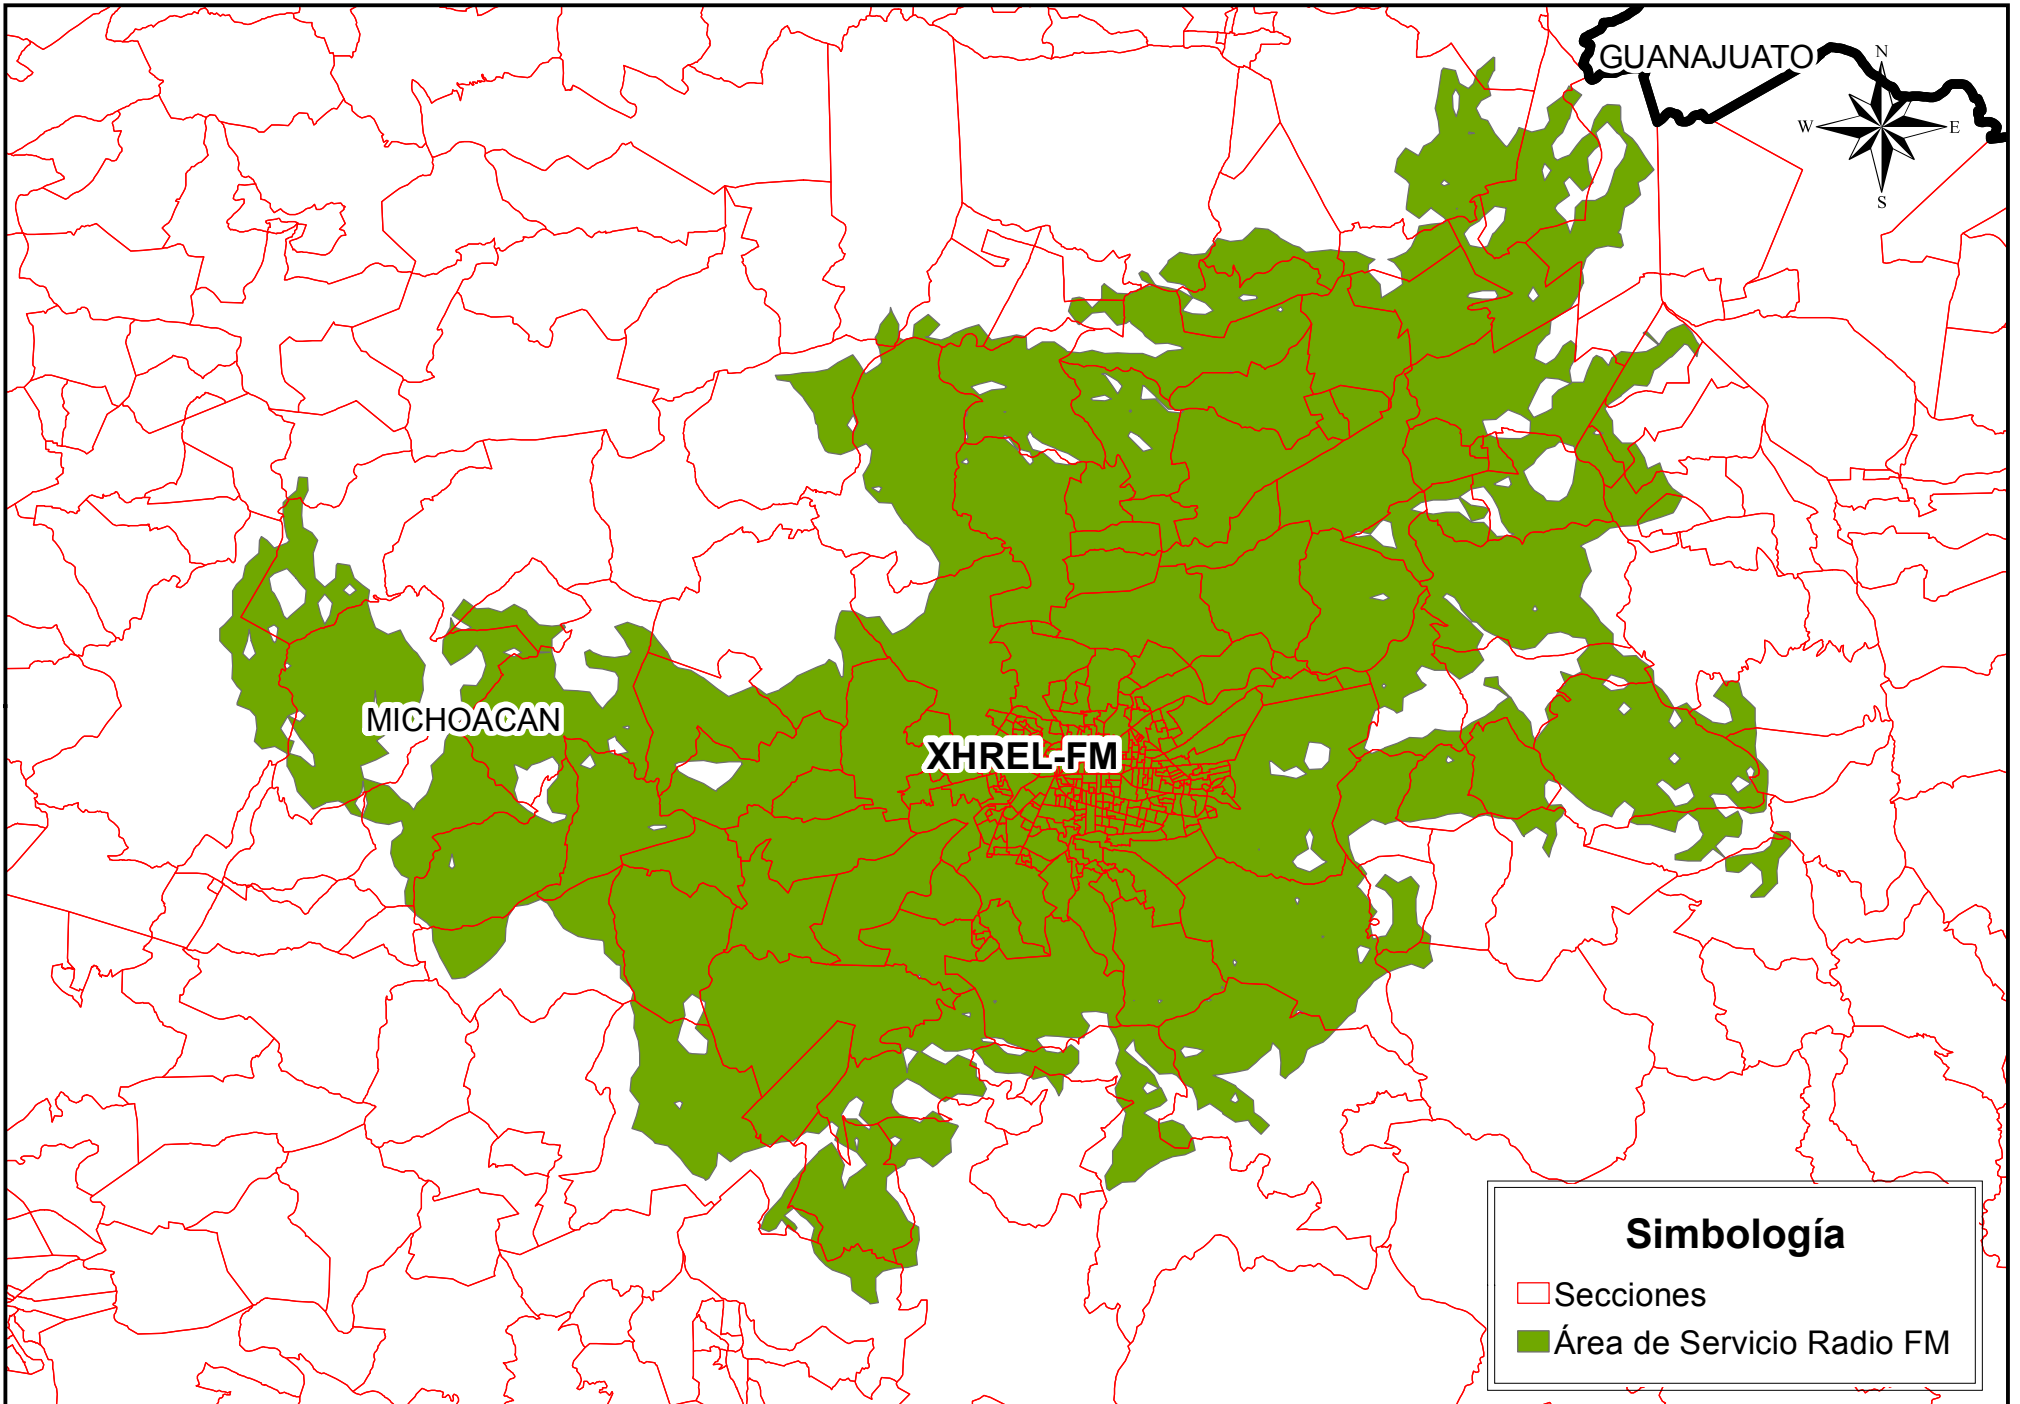 GUANAJUATO
N
W
E
S
MICHOACAN
XHREL-FM
Simbología
Secciones
Área de Servicio Radio FM